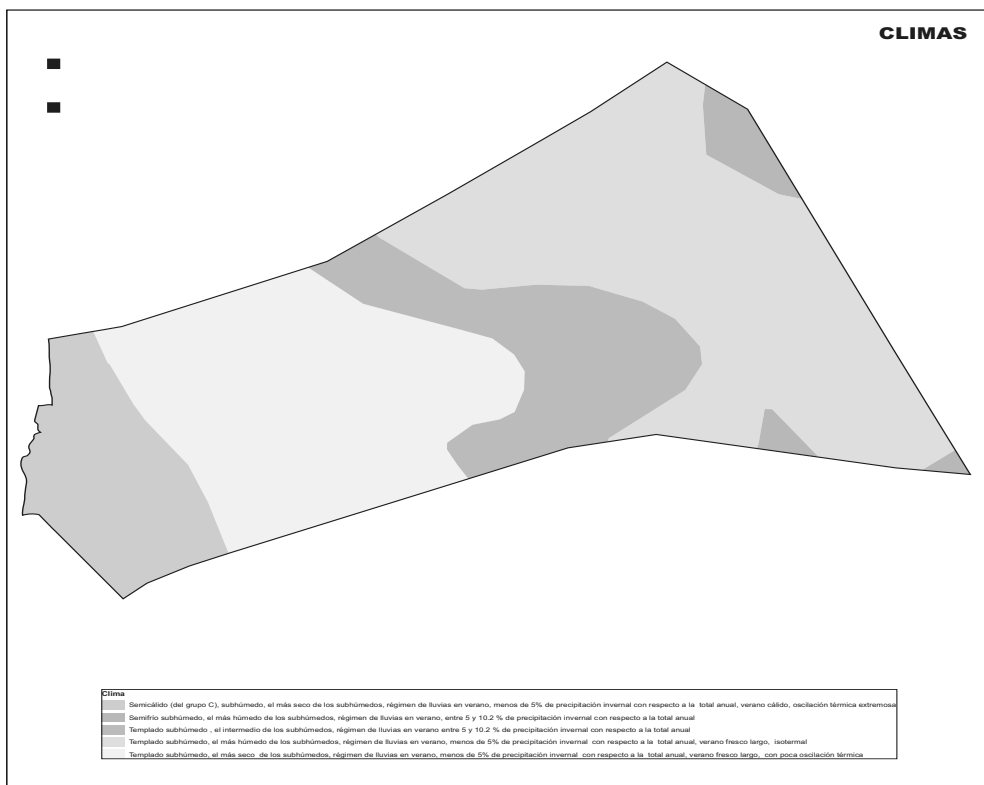 CLIMAS
Clima
Semicálido (del grupo C), subhúmedo, el más seco de los subhúmedos, régimen de lluvias en verano, menos de 5% de precipitación invernal con respecto a la total anual, verano cálido, oscilación térmica extremosa
Semifrio subhúmedo, el más húmedo de los subhúmedos, régimen de lluvias en verano, entre 5 y 10.2 % de precipitación invernal con respecto a la total anual
Templado subhúmedo , el intermedio de los subhúmedos, régimen de lluvias en verano entre 5 y 10.2 % de precipitación invernal con respecto a la total anual
Templado subhúmedo, el más húmedo de los subhúmedos, régimen de lluvias en verano, menos de 5% de precipitación invernal con respecto a la total anual, verano fresco largo, isotermal
Templado subhúmedo, el más seco de los subhúmedos, régimen de lluvias en verano, menos de 5% de precipitación invernal con respecto a la total anual, verano fresco largo, con poca oscilación térmica